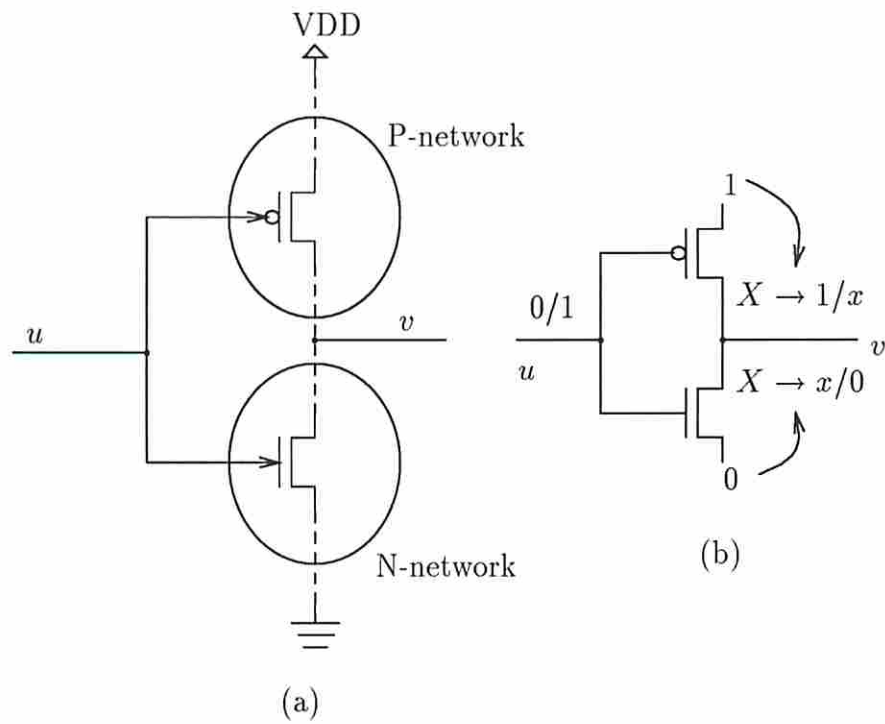 VDD
P-network
u
v
N-network
(a)
1
0/1
X → 1/x
u
v
X → x/0
0
(b)